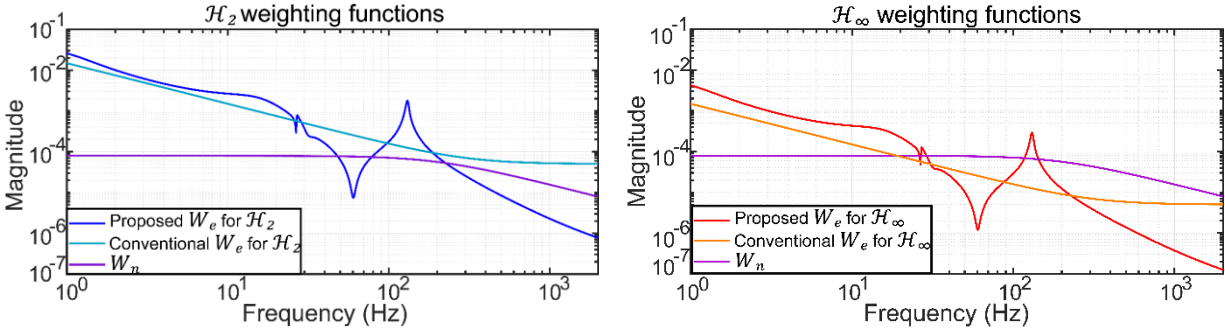 ℋ₂ weighting functions
10⁻¹
10⁻²
10⁻⁴
10⁻⁶
10⁻⁷
Magnitude
Proposed Wₑ for ℋ₂
Conventional Wₑ for ℋ₂
Wₙ
10⁰
10¹
10²
10³
Frequency (Hz)
ℋ∞ weighting functions
10⁻¹
10⁻²
10⁻⁴
10⁻⁶
10⁻⁷
Magnitude
Proposed Wₑ for ℋ∞
Conventional Wₑ for ℋ∞
Wₙ
10⁰
10¹
10²
10³
Frequency (Hz)